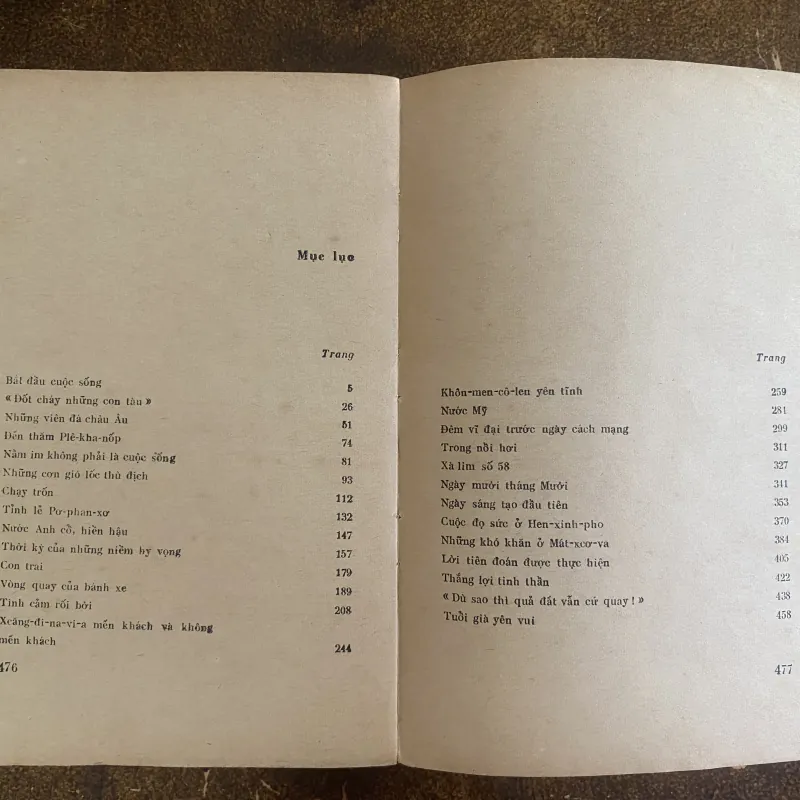 Mục lục
Trang
Bắt đầu cuộc sống 5
« Đốt cháy những con tàu » 26
Những viên đá châu Âu 51
Đến thăm Plê-kha-nốp 74
Nằm im không phải là cuộc sống 81
Những cơn gió lốc thù địch 93
Chạy trốn 112
Tỉnh lẻ Pơ-phan-xơ 132
Nước Anh cổ, hiền hậu 147
Thời kỳ của những niềm hy vọng 157
Con trai 179
Vòng quay của bánh xe 189
Tình cảm rối bời 208
Xcăng-đi-na-vi-a mến khách và không
mến khách 244
476
Trang
Khôn-men-cô-len yên tĩnh 259
Nước Mỹ 281
Đêm vĩ đại trước ngày cách mạng 299
Trong nồi hơi 311
Xà lim số 58 327
Ngày mười tháng Mười 341
Ngày sáng tạo đầu tiên 353
Cuộc đọ sức ở Hen-xinh-pho 370
Những khó khăn ở Mát-xcơ-va 384
Lời tiên đoán được thực hiện 405
Thắng lợi tinh thần 422
« Dù sao thì quả đất vẫn cứ quay ! » 438
Tuổi già yên vui 458
477